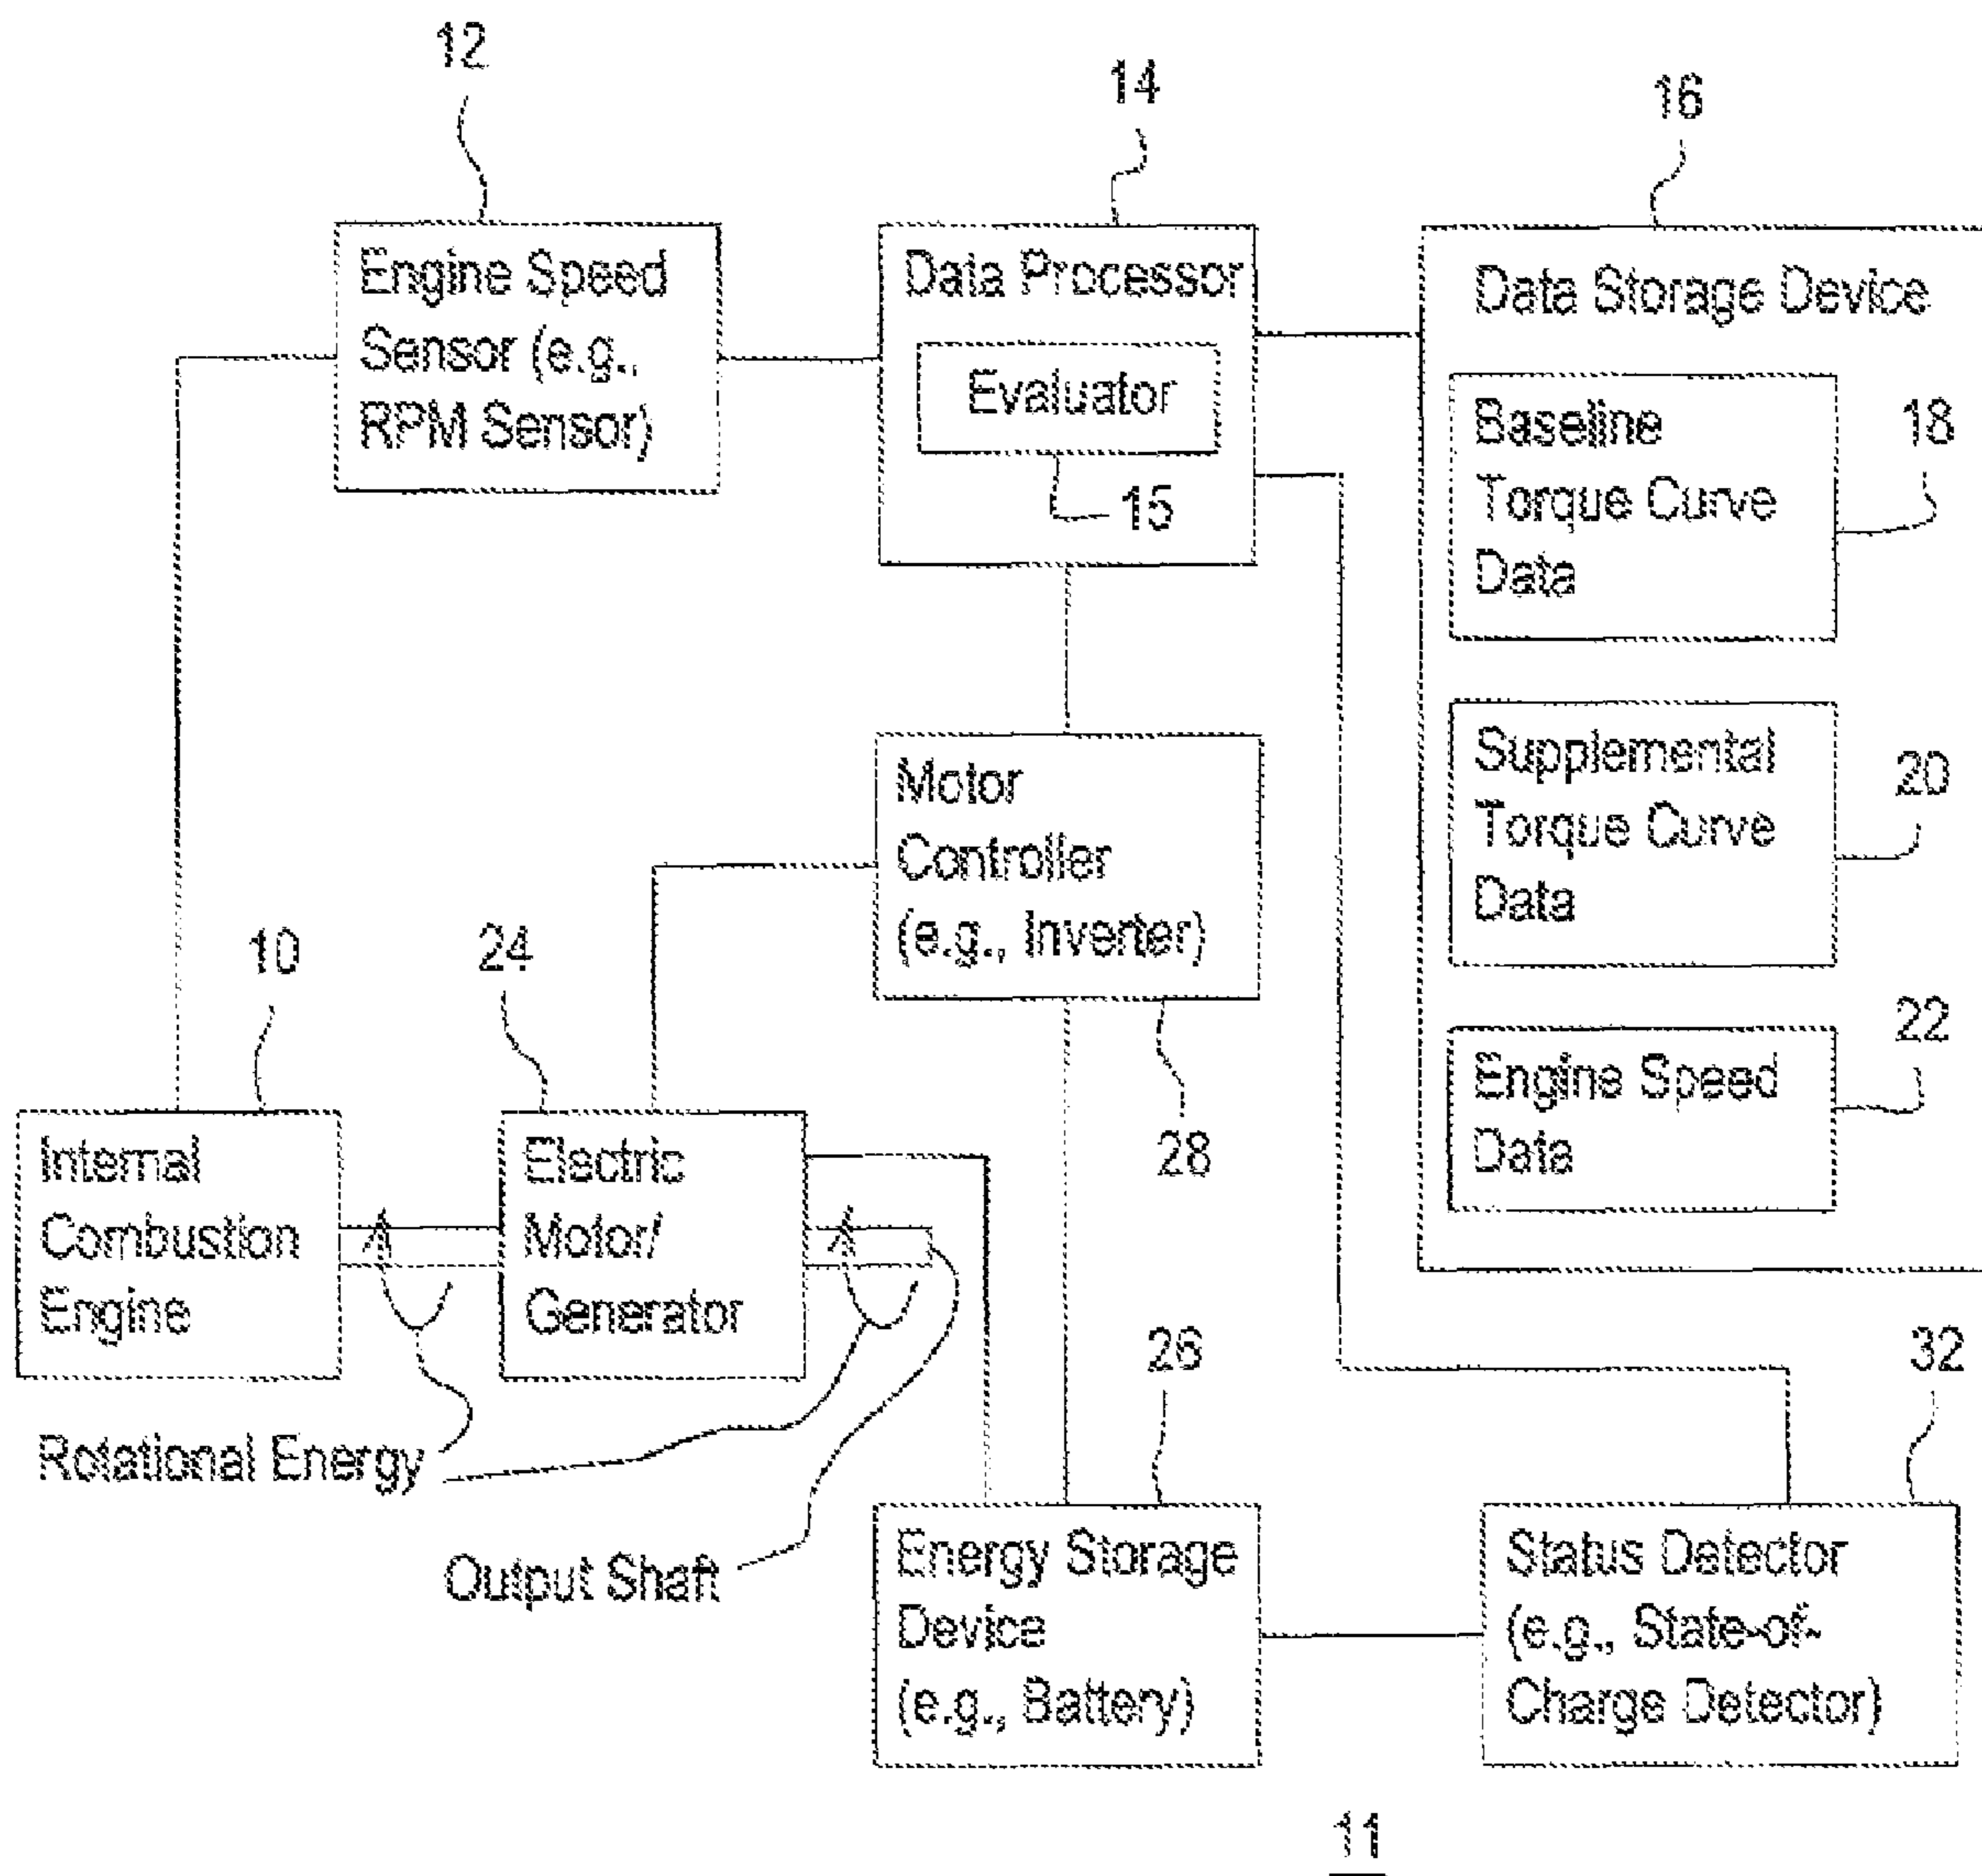 12
14
16
Engine Speed
Sensor (e.g.,
RPM Sensor)
Data Processor
Evaluator
15
Data Storage Device
Baseline
Torque Curve
Data
18
Supplemental
Torque Curve
Data
20
Engine Speed
Data
22
Motor
Controller
(e.g., Inverter)
28
10
24
Internal
Combustion
Engine
Electric
Motor/
Generator
Rotational Energy
Output Shaft
26
32
Energy Storage
Device
(e.g., Battery)
Status Detector
(e.g., State-of-
Charge Detector)
11